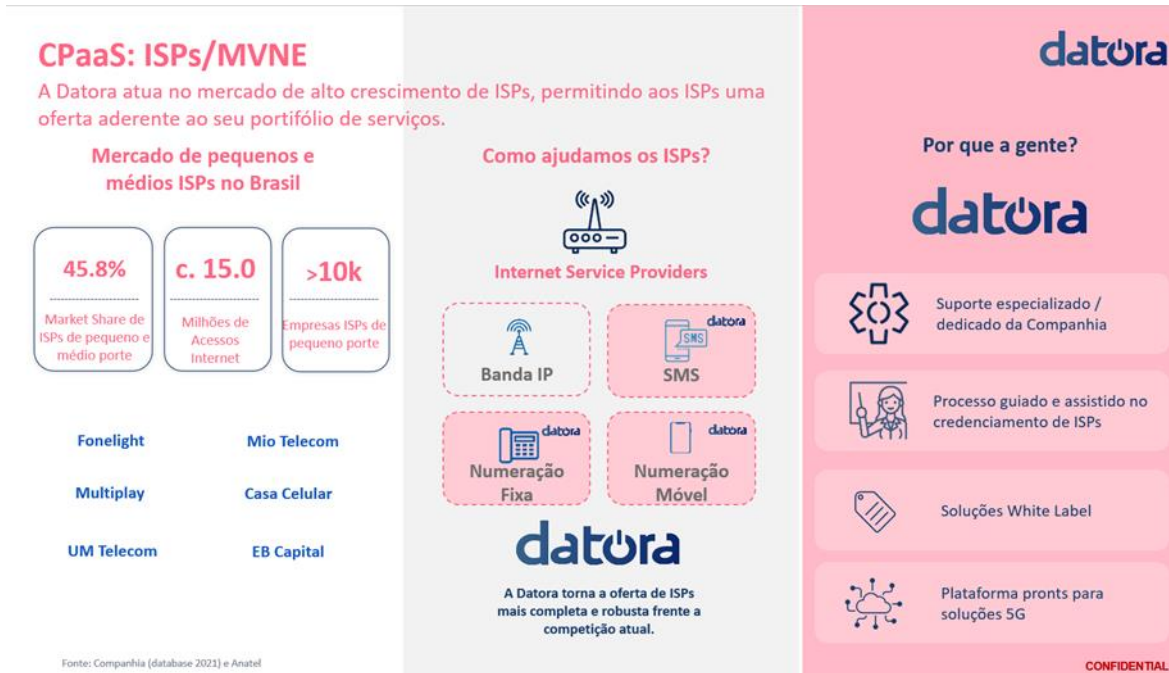 CPaaS: ISPs/MVNE
A Datora atua no mercado de alto crescimento de ISPs, permitindo aos ISPs uma
oferta aderente ao seu portifólio de serviços.
Mercado de pequenos e
médios ISPs no Brasil
45.8%
Market Share de
ISPs de pequeno e
médio porte
c. 15.0
Milhões de
Acessos
Internet
>10k
Empresas ISPs de
pequeno porte
Fonelight
Mio Telecom
Multiplay
Casa Celular
UM Telecom
EB Capital
Fonte: Companhia (database 2021) e Anatel
Como ajudamos os ISPs?
Internet Service Providers
Banda IP
datora
SMS
SMS
datora
Numeração
Fixa
datora
Numeração
Móvel
datora
A Datora torna a oferta de ISPs
mais completa e robusta frente a
competição atual.
datora
Por que a gente?
datora
Suporte especializado /
dedicado da Companhia
Processo guiado e assistido no
credenciamento de ISPs
Soluções White Label
Plataforma pronts para
soluções 5G
CONFIDENTIAL